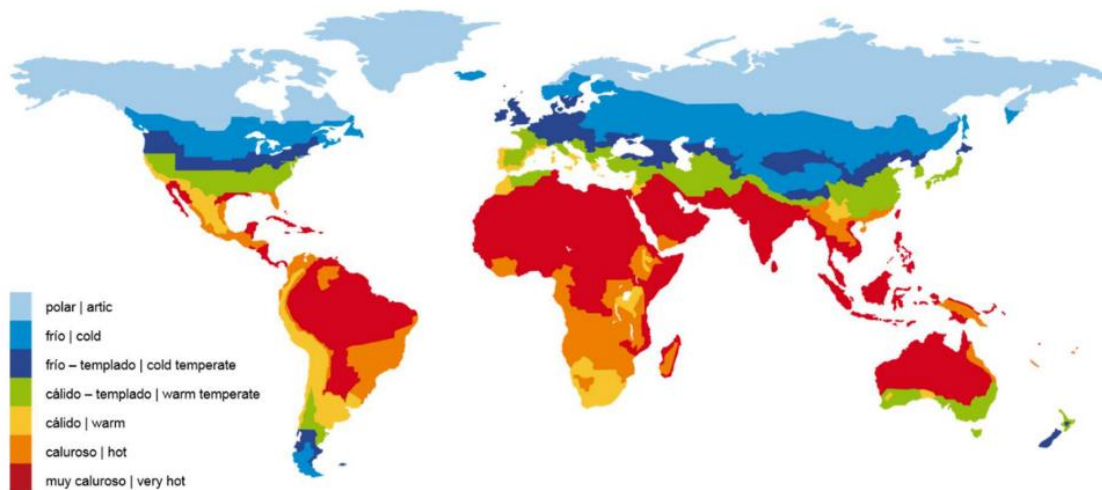 polar | artic
frío | cold
frío – templado | cold temperate
cálido – templado | warm temperate
cálido | warm
caluroso | hot
muy caluroso | very hot